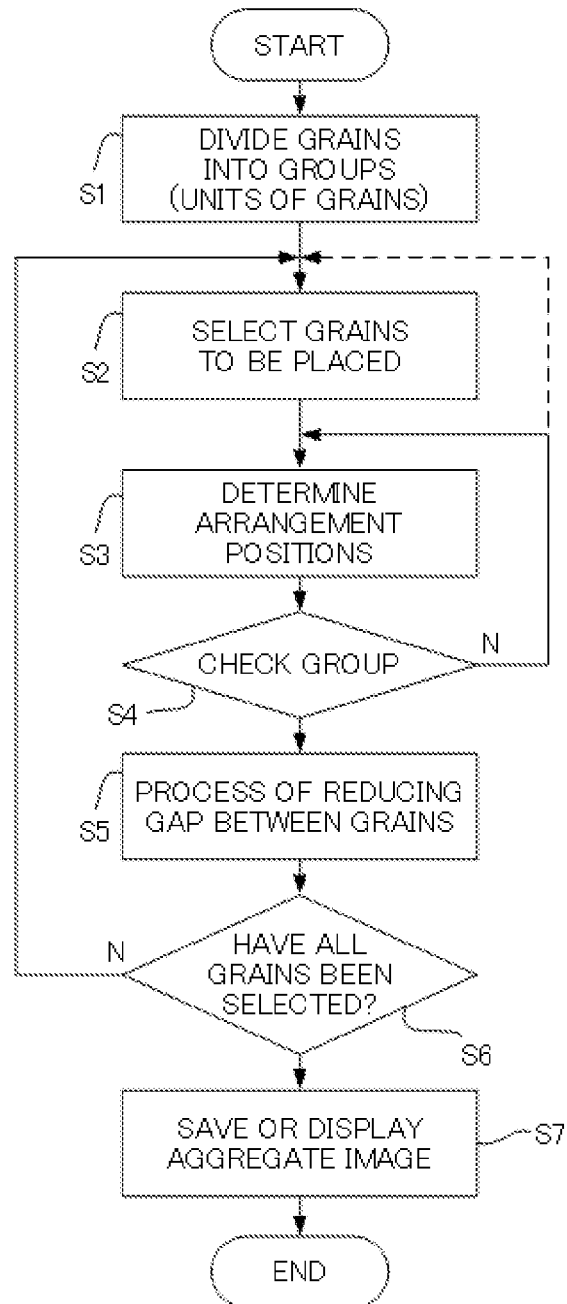 START
DIVIDE GRAINS
INTO GROUPS
(UNITS OF GRAINS)
S1
SELECT GRAINS
TO BE PLACED
S2
DETERMINE
ARRANGEMENT
POSITIONS
S3
CHECK GROUP
N
S4
PROCESS OF REDUCING
GAP BETWEEN GRAINS
S5
N
HAVE ALL
GRAINS BEEN
SELECTED?
S6
SAVE OR DISPLAY
AGGREGATE IMAGE
S7
END